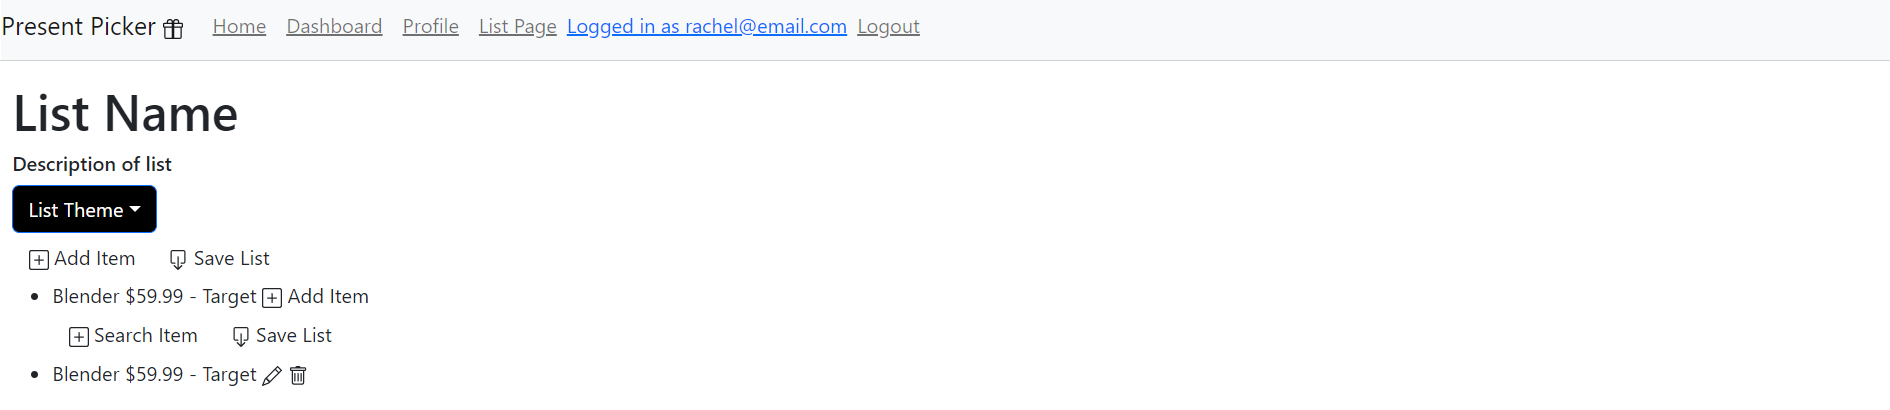 Present Picker Home Dashboard Profile List Page Logged in as rachel@email.com Logout
List Name
Description of list
List Theme
Add Item Save List
Blender $59.99 - Target Add Item
Search Item Save List
Blender $59.99 - Target